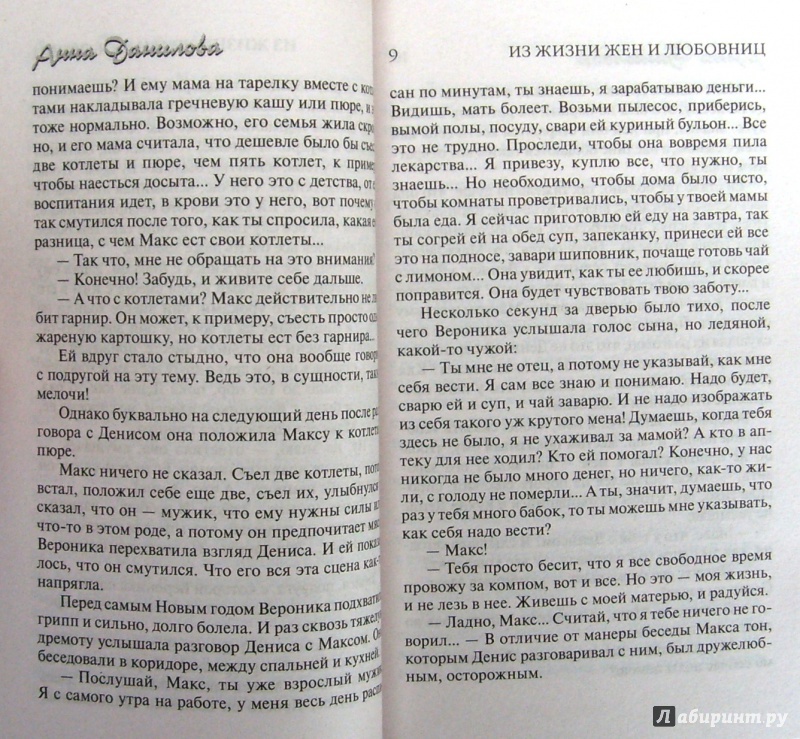 Анна Данилова
понимаешь? И ему мама на тарелку вместе с кот
тами накладывала гречневую кашу или пюре, и
тоже нормально. Возможно, его семья жила скр
но, и его мама считала, что дешевле было бы съе
две котлеты и пюре, чем пять котлет, к приме
чтобы наесться досыта... У него это с детства, от
воспитания идет, в крови это у него, вот почему
так смутился после того, как ты спросила, какая е
разница, с чем Макс ест свои котлеты...
— Так что, мне не обращать на это внимания?
— Конечно! Забудь, и живите себе дальше.
— А что с котлетами? Макс действительно не лю
бит гарнир. Он может, к примеру, съесть просто од
жареную картошку, но котлеты ест без гарнира...
Ей вдруг стало стыдно, что она вообще говор
с подругой на эту тему. Ведь это, в сущности, так
мелочи!
Однако буквально на следующий день после ра
говора с Денисом она положила Максу к котлет
пюре.
Макс ничего не сказал. Съел две котлеты, пото
встал, положил себе еще две, съел их, улыбнулс
сказал, что он — мужик, что ему нужны силы и
что-то в этом роде, а потому он предпочитает мя
Вероника перехватила взгляд Дениса. И ей показ
лось, что он смутился. Что его вся эта сцена как-
напрягла.
Перед самым Новым годом Вероника подхвати
грипп и сильно, долго болела. И раз сквозь тяжелу
дремоту услышала разговор Дениса с Максом. Он
беседовали в коридоре, между спальней и кухней.
— Послушай, Макс, ты уже взрослый мужи
Я с самого утра на работе, у меня весь день распи
9
ИЗ ЖИЗНИ ЖЕН И ЛЮБОВНИЦ
сан по минутам, ты знаешь, я зарабатываю деньги...
Видишь, мать болеет. Возьми пылесос, приберись,
вымой полы, посуду, свари ей куриный бульон... Все
это не трудно. Проследи, чтобы она вовремя пила
лекарства... Я привезу, куплю все, что нужно, ты
знаешь... Но необходимо, чтобы дома было чисто,
чтобы комнаты проветривались, чтобы у твоей мамы
была еда. Я сейчас приготовлю ей еду на завтра, так
ты согрей ей на обед суп, запеканку, принеси ей все
это на подносе, завари шиповник, почаще готовь чай
с лимоном... Она увидит, как ты ее любишь, и скорее
поправится. Она будет чувствовать твою заботу...
Несколько секунд за дверью было тихо, после
чего Вероника услышала голос сына, но ледяной,
какой-то чужой:
— Ты мне не отец, а потому не указывай, как мне
себя вести. Я сам все знаю и понимаю. Надо будет,
сварю ей и суп, и чай заварю. И не надо изображать
из себя такого уж крутого мена! Думаешь, когда тебя
здесь не было, я не ухаживал за мамой? А кто в ап-
теку для нее ходил? Кто ей помогал? Конечно, у нас
никогда не было много денег, но ничего, как-то жи-
ли, с голоду не померли... А ты, значит, думаешь, что
раз у тебя много бабок, то ты можешь мне указывать,
как себя надо вести?
— Макс!
— Тебя просто бесит, что я все свободное время
провожу за компом, вот и все. Но это — моя жизнь,
и не лезь в нее. Живешь с моей матерью, и радуйся.
— Ладно, Макс... Считай, что я тебе ничего не го-
ворил... — В отличие от манеры беседы Макса тон,
которым Денис разговаривал с ним, был дружелюб-
ным, осторожным.
Лабиринт.ру